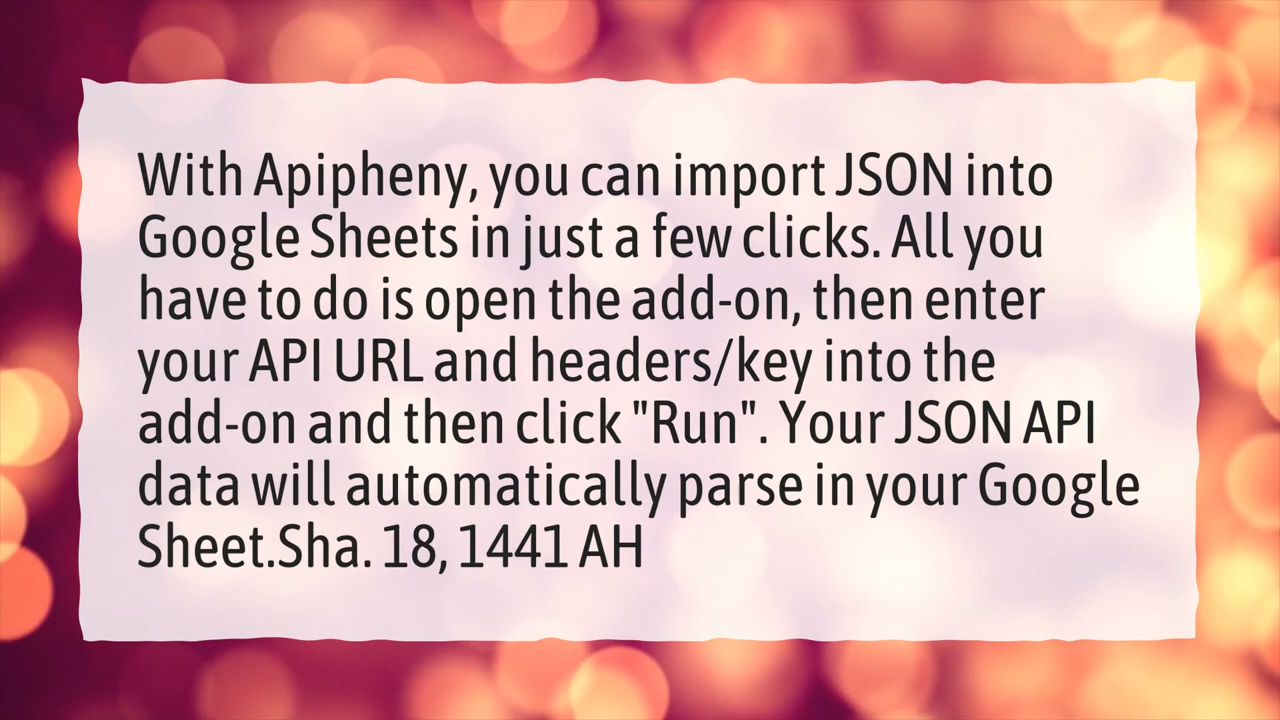 With Apipheny, you can import JSON into
Google Sheets in just a few clicks. All you
have to do is open the add-on, then enter
your API URL and headers/key into the
add-on and then click "Run". Your JSON API
data will automatically parse in your Google
Sheet.Sha. 18, 1441 AH